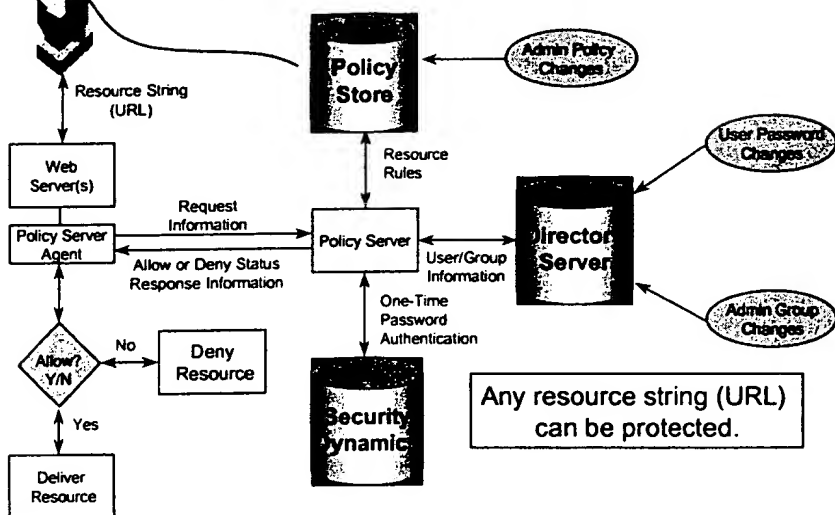 Policy
Store
Admin Policy
Changes
Resource String
(URL)
Resource
Rules
User Password
Changes
Web
Server(s)
Request
Information
Policy Server
Agent
Policy Server
Director
Server
Allow or Deny Status
Response Information
User/Group
Information
One-Time
Password
Authentication
Admin Group
Changes
Allow?
Y/N
No
Deny
Resource
Yes
Security
Dynamic
Any resource string (URL)
can be protected.
Deliver
Resource